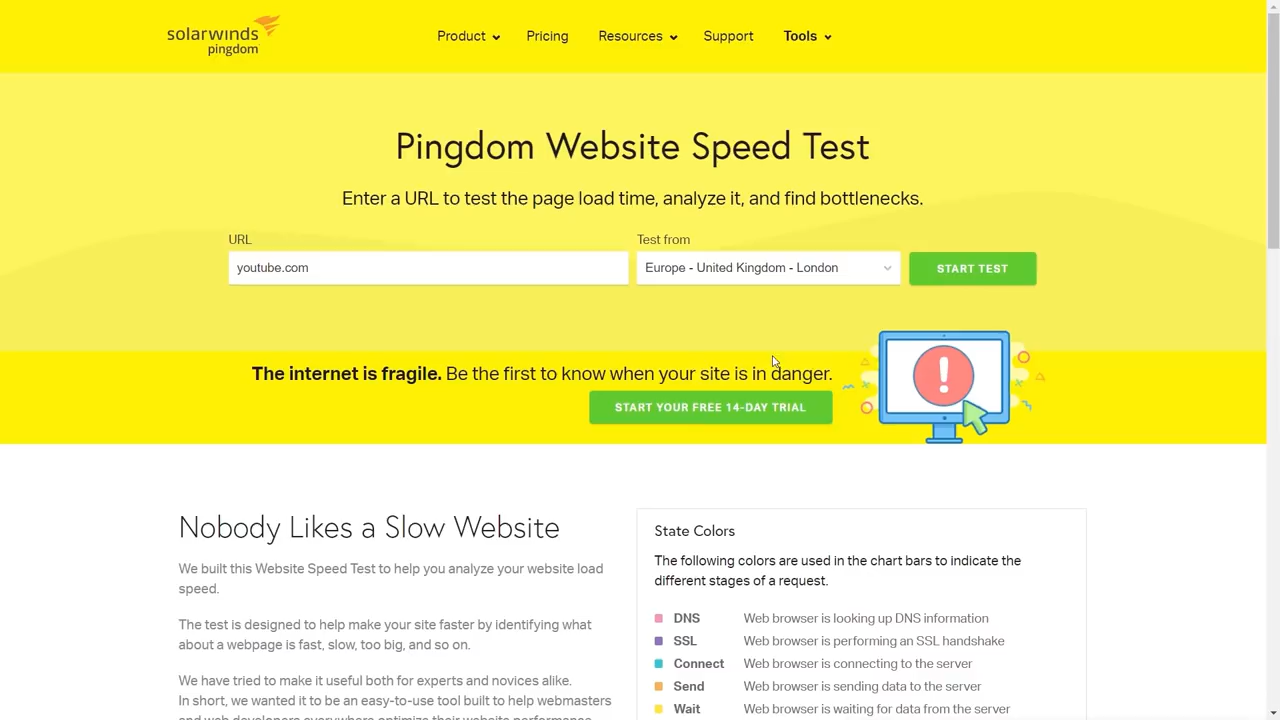 solarwinds
pingdom
Product
Pricing
Resources
Support
Tools
Pingdom Website Speed Test
Enter a URL to test the page load time, analyze it, and find bottlenecks.
URL
Test from
youtube.com
Europe - United Kingdom - London
START TEST
The internet is fragile. Be the first to know when your site is in danger.
START YOUR FREE 14-DAY TRIAL
!
Nobody Likes a Slow Website
We built this Website Speed Test to help you analyze your website load
speed.
The test is designed to help make your site faster by identifying what
about a webpage is fast, slow, too big, and so on.
We have tried to make it useful both for experts and novices alike.
In short, we wanted it to be an easy-to-use tool built to help webmasters
and web developers everywhere optimize their website performance
State Colors
The following colors are used in the chart bars to indicate the
different stages of a request.
DNS Web browser is looking up DNS information
SSL Web browser is performing an SSL handshake
Connect Web browser is connecting to the server
Send Web browser is sending data to the server
Wait Web browser is waiting for data from the server